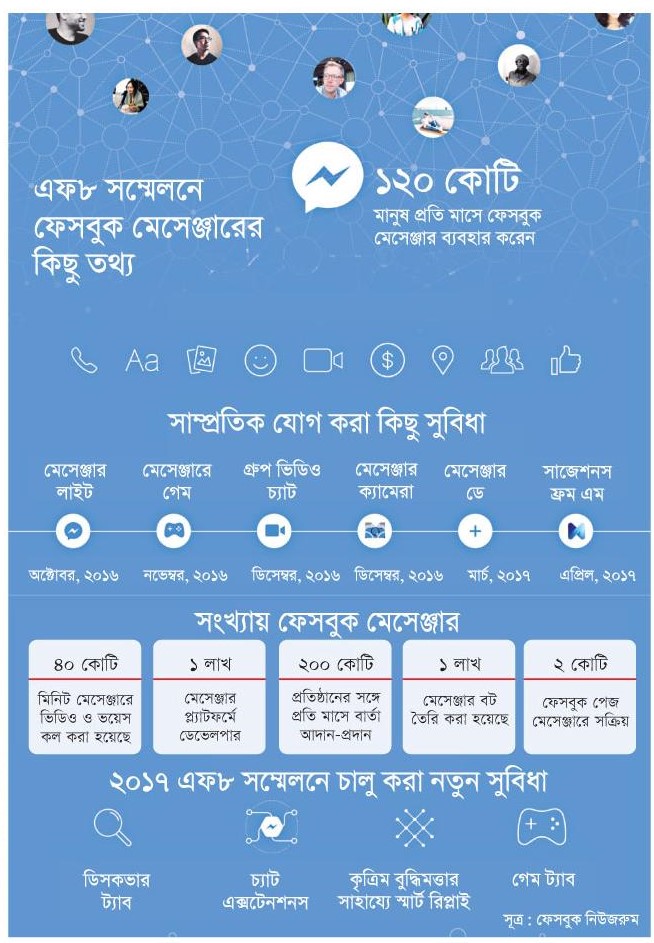 এফ৮ সম্মেলনে
ফেসবুক মেসেঞ্জারের
কিছু তথ্য
১২০ কোটি
মানুষ প্রতি মাসে ফেসবুক
মেসেঞ্জার ব্যবহার করেন
Aa
$
সাম্প্রতিক যোগ করা কিছু সুবিধা
মেসেঞ্জার
লাইট
মেসেঞ্জারে
গেম
গ্রুপ ভিডিও
চ্যাট
মেসেঞ্জার
ক্যামেরা
মেসেঞ্জার
ডে
সাজেশনস
ফ্রম এম
অক্টোবর, ২০১৬
নভেম্বর, ২০১৬
ডিসেম্বর, ২০১৬
ডিসেম্বর, ২০১৬
মার্চ, ২০১৭
এপ্রিল, ২০১৭
সংখ্যায় ফেসবুক মেসেঞ্জার
৪০ কোটি
মিনিট মেসেঞ্জারে
ভিডিও ও ভয়েস
কল করা হয়েছে
১ লাখ
মেসেঞ্জার
প্ল্যাটফর্মে
ডেভেলপার
২০০ কোটি
প্রতিষ্ঠানের সঙ্গে
প্রতি মাসে বার্তা
আদান-প্রদান
১ লাখ
মেসেঞ্জার বট
তৈরি করা হয়েছে
২ কোটি
ফেসবুক পেজ
মেসেঞ্জারে সক্রিয়
২০১৭ এফ৮ সম্মেলনে চালু করা নতুন সুবিধা
ডিসকভার
ট্যাব
চ্যাট
এক্সটেনশনস
কৃত্রিম বুদ্ধিমত্তার
সাহায্যে স্মার্ট রিপ্লাই
গেম ট্যাব
সূত্র : ফেসবুক নিউজরুম